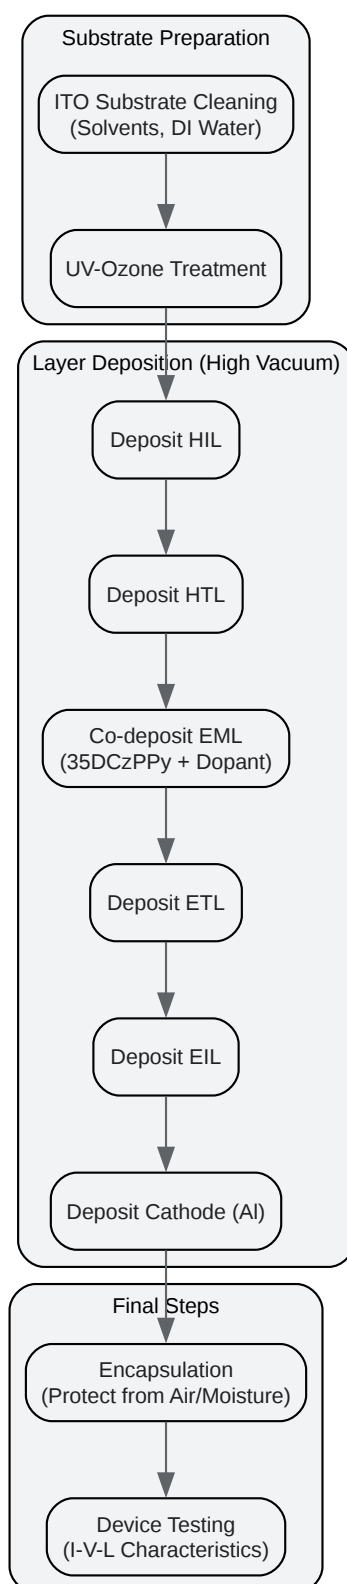 Substrate Preparation
ITO Substrate Cleaning
(Solvents, DI Water)
UV-Ozone Treatment
Layer Deposition (High Vacuum)
Deposit HIL
Deposit HTL
Co-deposit EML
(35DCzPPy + Dopant)
Deposit ETL
Deposit EIL
Deposit Cathode (Al)
Final Steps
Encapsulation
(Protect from Air/Moisture)
Device Testing
(I-V-L Characteristics)